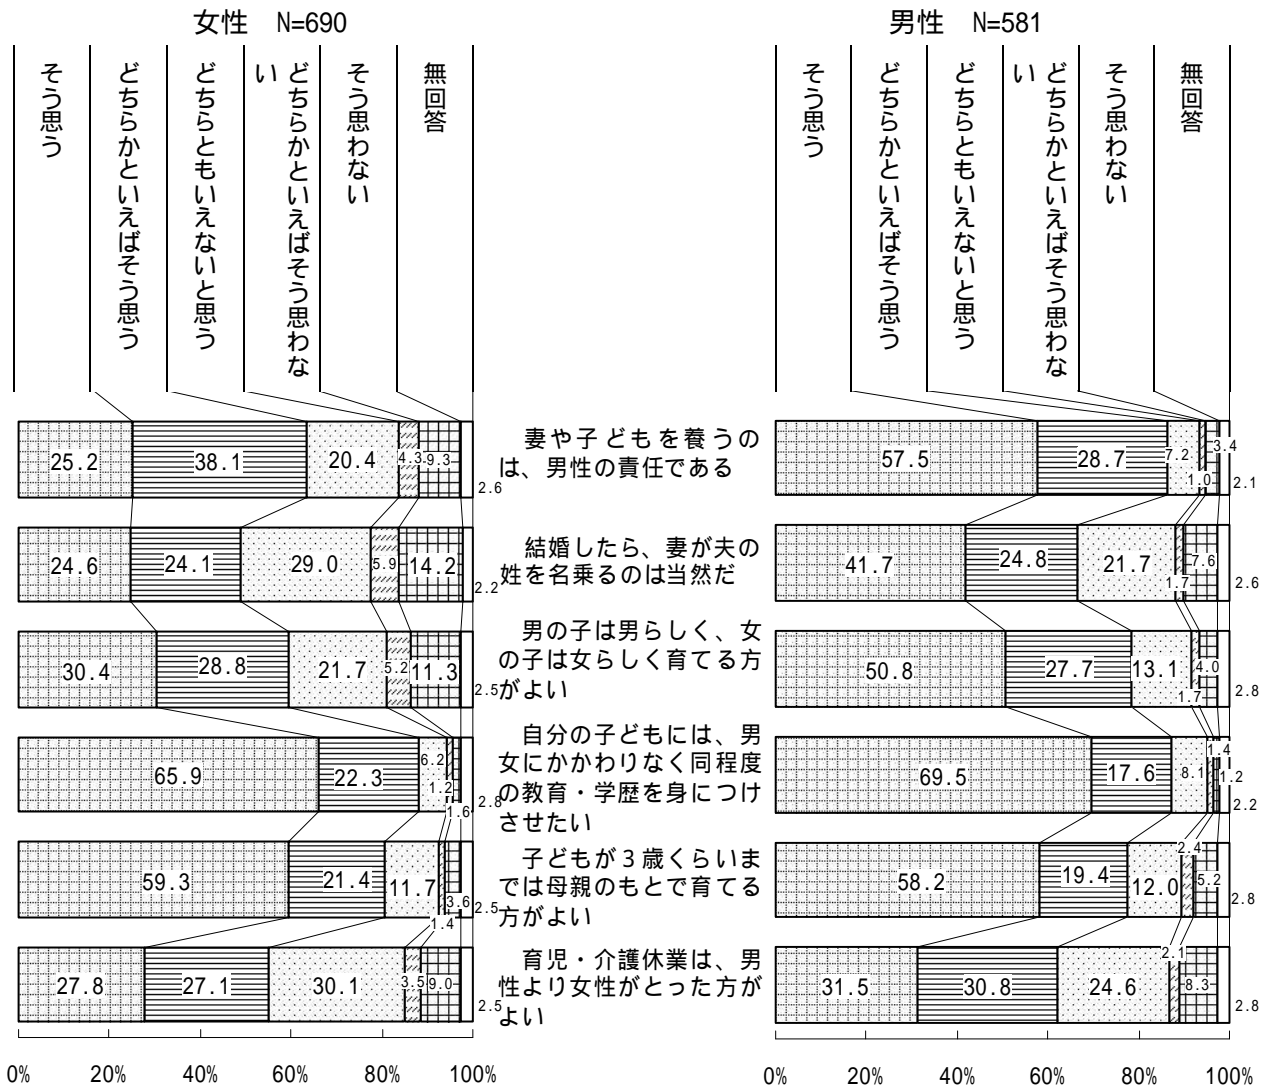 女性 N=690
そう思う
どちらかといえばそう思う
どちらともいえないと思う
どちらかといえばそう思わな
い
そう思わない
無回答
男性 N=581
そう思う
どちらかといえばそう思う
どちらともいえないと思う
どちらかといえばそう思わな
い
そう思わない
無回答
25.2 38.1 20.4 4.3 9.3 2.6
妻や子どもを養うの
は、男性の責任である
57.5 28.7 7.2 1.0 3.4 2.1
24.6 24.1 29.0 5.9 14.2 2.2
結婚したら、妻が夫の
姓を名乗るのは当然だ
41.7 24.8 21.7 1.7 7.6 2.6
30.4 28.8 21.7 5.2 11.3 2.5
男の子は男らしく、女
の子は女らしく育てる方
がよい
50.8 27.7 13.1 1.7 4.0 2.8
65.9 22.3 6.2 1.2 1.6 2.8
自分の子どもには、男
女にかかわりなく同程度
の教育・学歴を身につけ
させたい
69.5 17.6 8.1 1.4 1.2 2.2
59.3 21.4 11.7 1.4 3.6 2.5
子どもが3歳くらいま
では母親のもとで育てる
方がよい
58.2 19.4 12.0 2.4 5.2 2.8
27.8 27.1 30.1 3.5 9.0 2.5
育児・介護休業は、男
性より女性がとった方が
よい
31.5 30.8 24.6 2.1 8.3 2.8
0% 20% 40% 60% 80% 100%
0% 20% 40% 60% 80% 100%